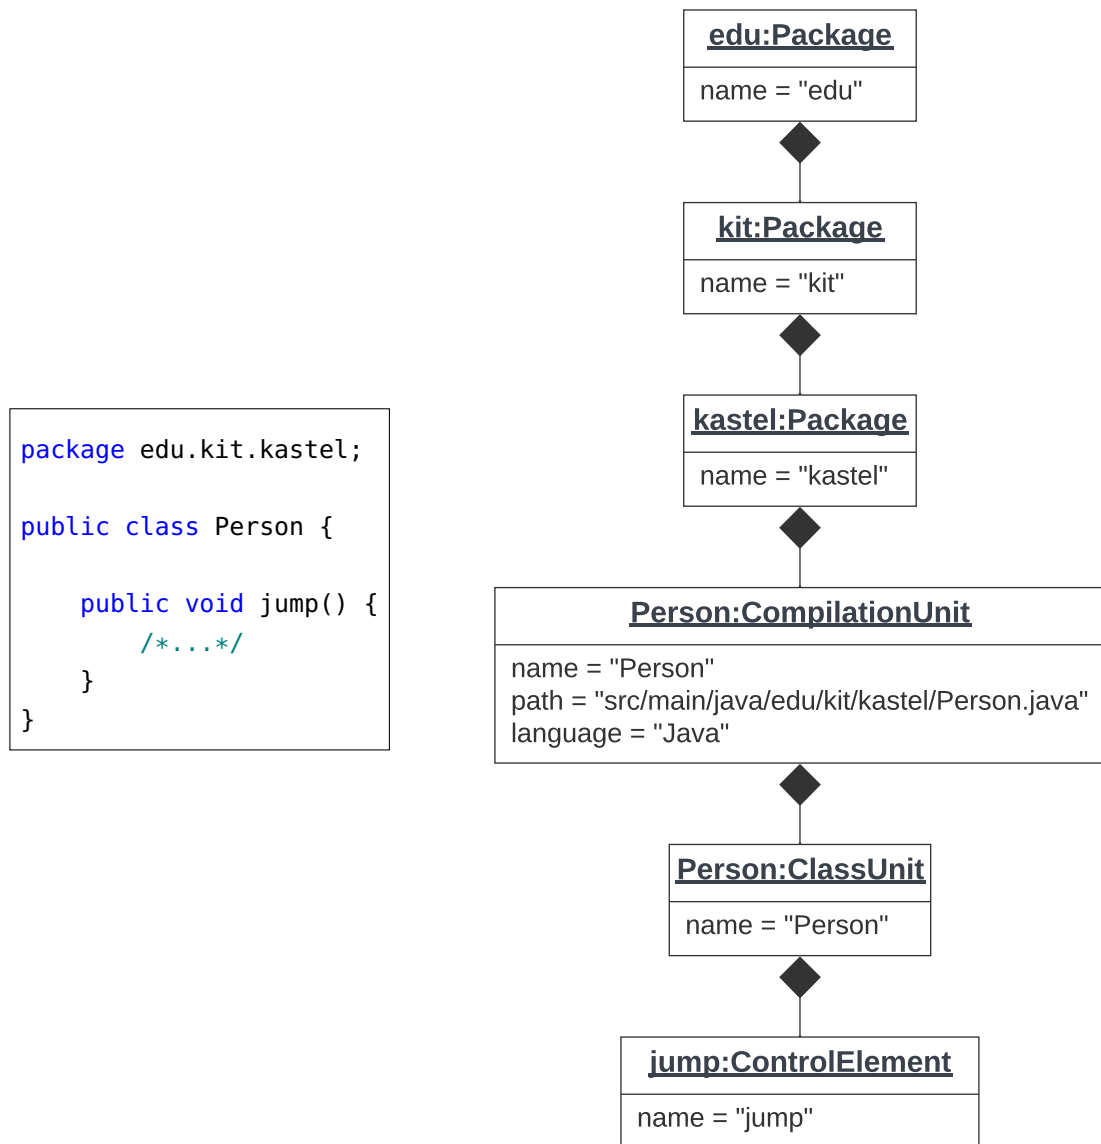 package edu.kit.kastel;
public class Person {
public void jump() {
/*...*/
}
}
edu:Package
name = "edu"
kit:Package
name = "kit"
kastel:Package
name = "kastel"
Person:CompilationUnit
name = "Person"
path = "src/main/java/edu/kit/kastel/Person.java"
language = "Java"
Person:ClassUnit
name = "Person"
jump:ControlElement
name = "jump"